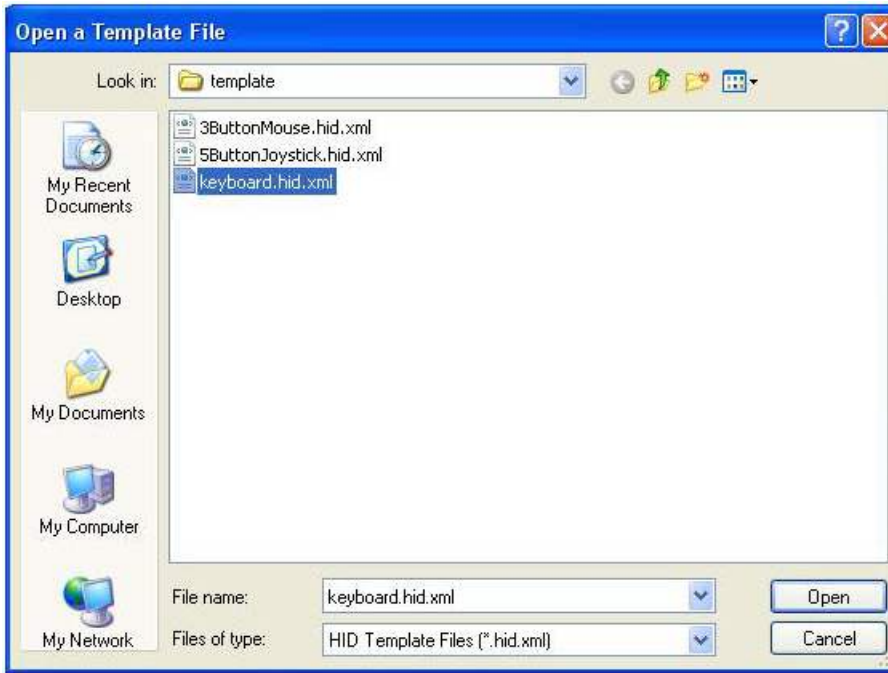 Open a Template File
Look in:
template
3ButtonMouse.hid.xml
5ButtonJoystick.hid.xml
keyboard.hid.xml
My Recent
Documents
Desktop
My Documents
My Computer
My Network
File name:
keyboard.hid.xml
Open
Files of type:
HID Template Files (*.hid.xml)
Cancel